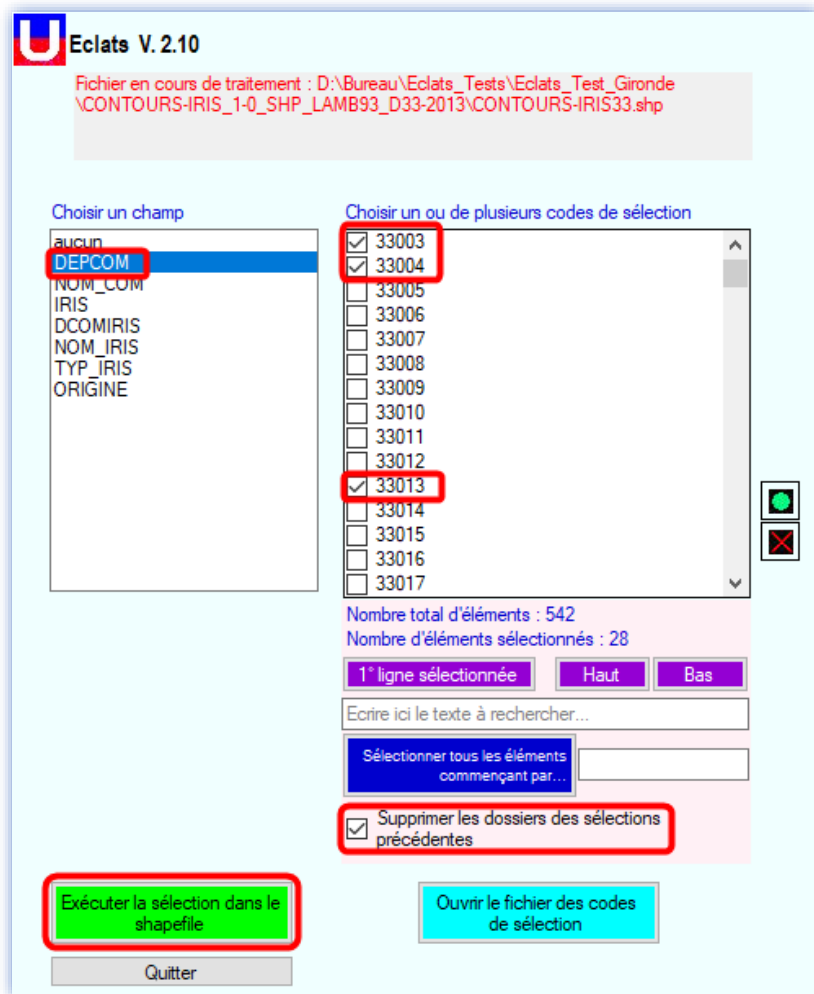 U
Eclats V. 2.10
Fichier en cours de traitement : D:\Bureau\Eclats_Tests\Eclats_Test_Gironde
\CONTOURS-IRIS_1-0_SHP_LAMB93_D33-2013\CONTOURS-IRIS33.shp
Choisir un champ
aucun
DEPCOM
NOM_COM
IRIS
DCOMIRIS
NOM_IRIS
TYP_IRIS
ORIGINE
Choisir un ou de plusieurs codes de sélection
33003
33004
33005
33006
33007
33008
33009
33010
33011
33012
33013
33014
33015
33016
33017
Nombre total d'éléments : 542
Nombre d'éléments sélectionnés : 28
1° ligne sélectionnée
Haut
Bas
Ecrire ici le texte à rechercher...
Sélectionner tous les éléments
commençant par...
Supprimer les dossiers des sélections
précédentes
Exécuter la sélection dans le
shapefile
Ouvrir le fichier des codes
de sélection
Quitter